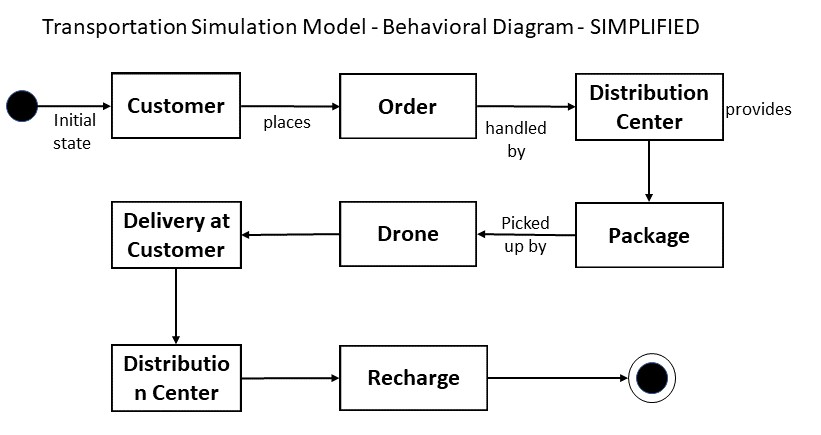 Transportation Simulation Model - Behavioral Diagram - SIMPLIFIED
Customer
Order
Distribution
Center
provides
Initial
state
places
handled
by
Delivery at
Customer
Drone
Picked
up by
Package
Distributio
n Center
Recharge